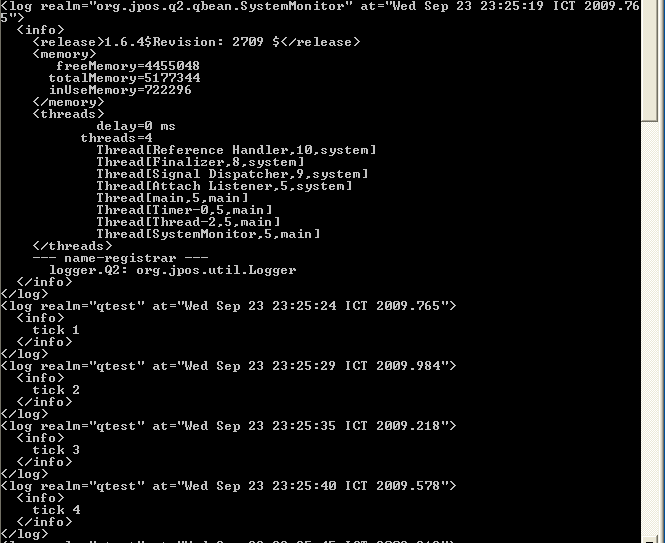 <log realm="org.jpos.q2.qbean.SystemMonitor" at="Wed Sep 23 23:25:19 ICT 2009.76
5">
  <info>
    <release>1.6.4$Revision: 2709 $</release>
    <memory>
       freeMemory=4455048
      totalMemory=5177344
      inUseMemory=722296
    </memory>
    <threads>
            delay=0 ms
          threads=4
            Thread[Reference Handler,10,system]
            Thread[Finalizer,8,system]
            Thread[Signal Dispatcher,9,system]
            Thread[Attach Listener,5,system]
            Thread[main,5,main]
            Thread[Timer-0,5,main]
            Thread[Thread-2,5,main]
            Thread[SystemMonitor,5,main]
    </threads>
    --- name-registrar ---
      logger.Q2: org.jpos.util.Logger
  </info>
</log>
<log realm="qtest" at="Wed Sep 23 23:25:24 ICT 2009.765">
  <info>
    tick 1
  </info>
</log>
<log realm="qtest" at="Wed Sep 23 23:25:29 ICT 2009.984">
  <info>
    tick 2
  </info>
</log>
<log realm="qtest" at="Wed Sep 23 23:25:35 ICT 2009.218">
  <info>
    tick 3
  </info>
</log>
<log realm="qtest" at="Wed Sep 23 23:25:40 ICT 2009.578">
  <info>
    tick 4
  </info>
</log>